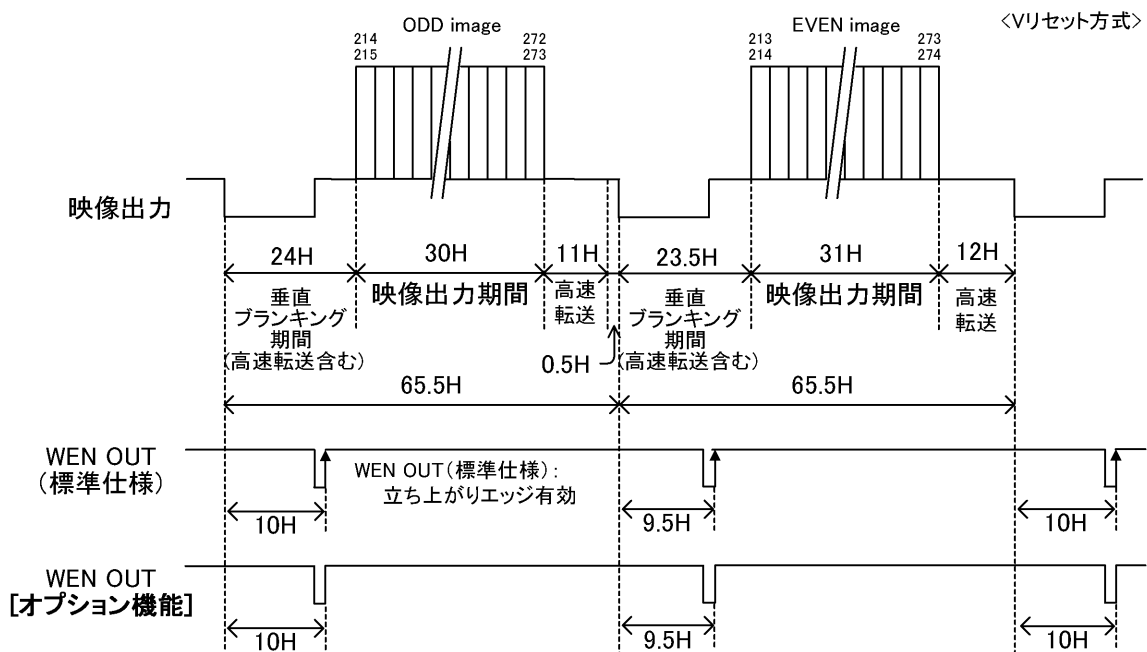 ODD image
EVEN image
<Vリセット方式>
214
215
272
273
213
214
273
274
映像出力
24H
30H
11H
23.5H
31H
12H
垂直
ブランキング
期間
(高速転送含む)
映像出力期間
高速
転送
0.5H
垂直
ブランキング
期間
(高速転送含む)
映像出力期間
高速
転送
65.5H
65.5H
WEN OUT
(標準仕様)
WEN OUT(標準仕様):
立ち上がりエッジ有効
10H
9.5H
10H
WEN OUT
[オプション機能]
10H
9.5H
10H